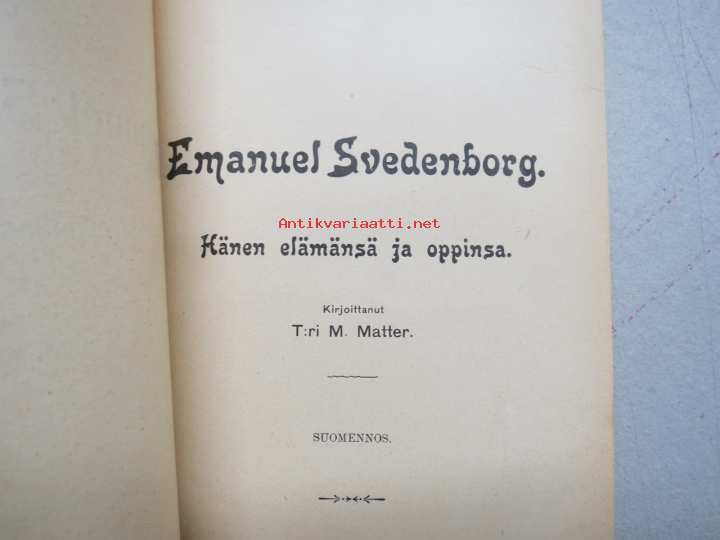 Emanuel Svedenborg.
Antikvariaatti.net
Hänen elämänsä ja oppinsa.
Kirjoittanut
T:ri M. Matter.
SUOMENNOS.